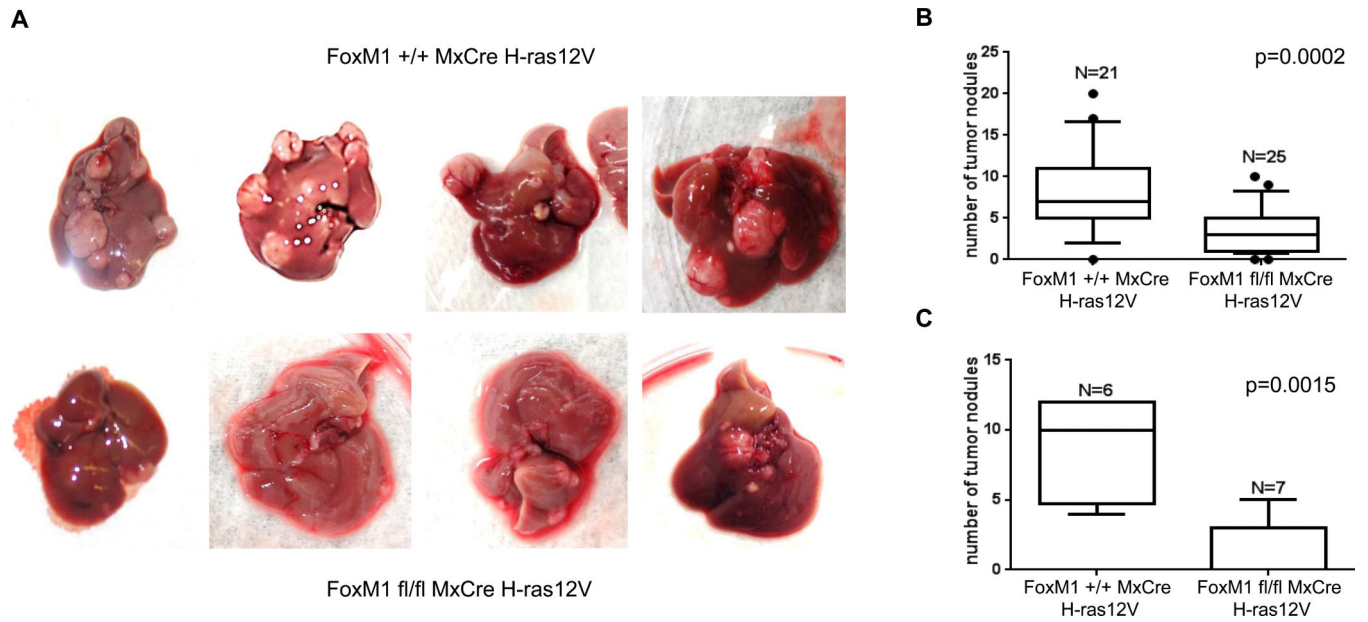 A
FoxM1 +/+ MxCre H-ras12V
FoxM1 fl/fl MxCre H-ras12V
B
number of tumor nodules
25
20
15
10
5
0
N=21
N=25
p=0.0002
FoxM1 +/+ MxCre
H-ras12V
FoxM1 fl/fl MxCre
H-ras12V
C
number of tumor nodules
15
10
5
0
N=6
N=7
p=0.0015
FoxM1 +/+ MxCre
H-ras12V
FoxM1 fl/fl MxCre
H-ras12V